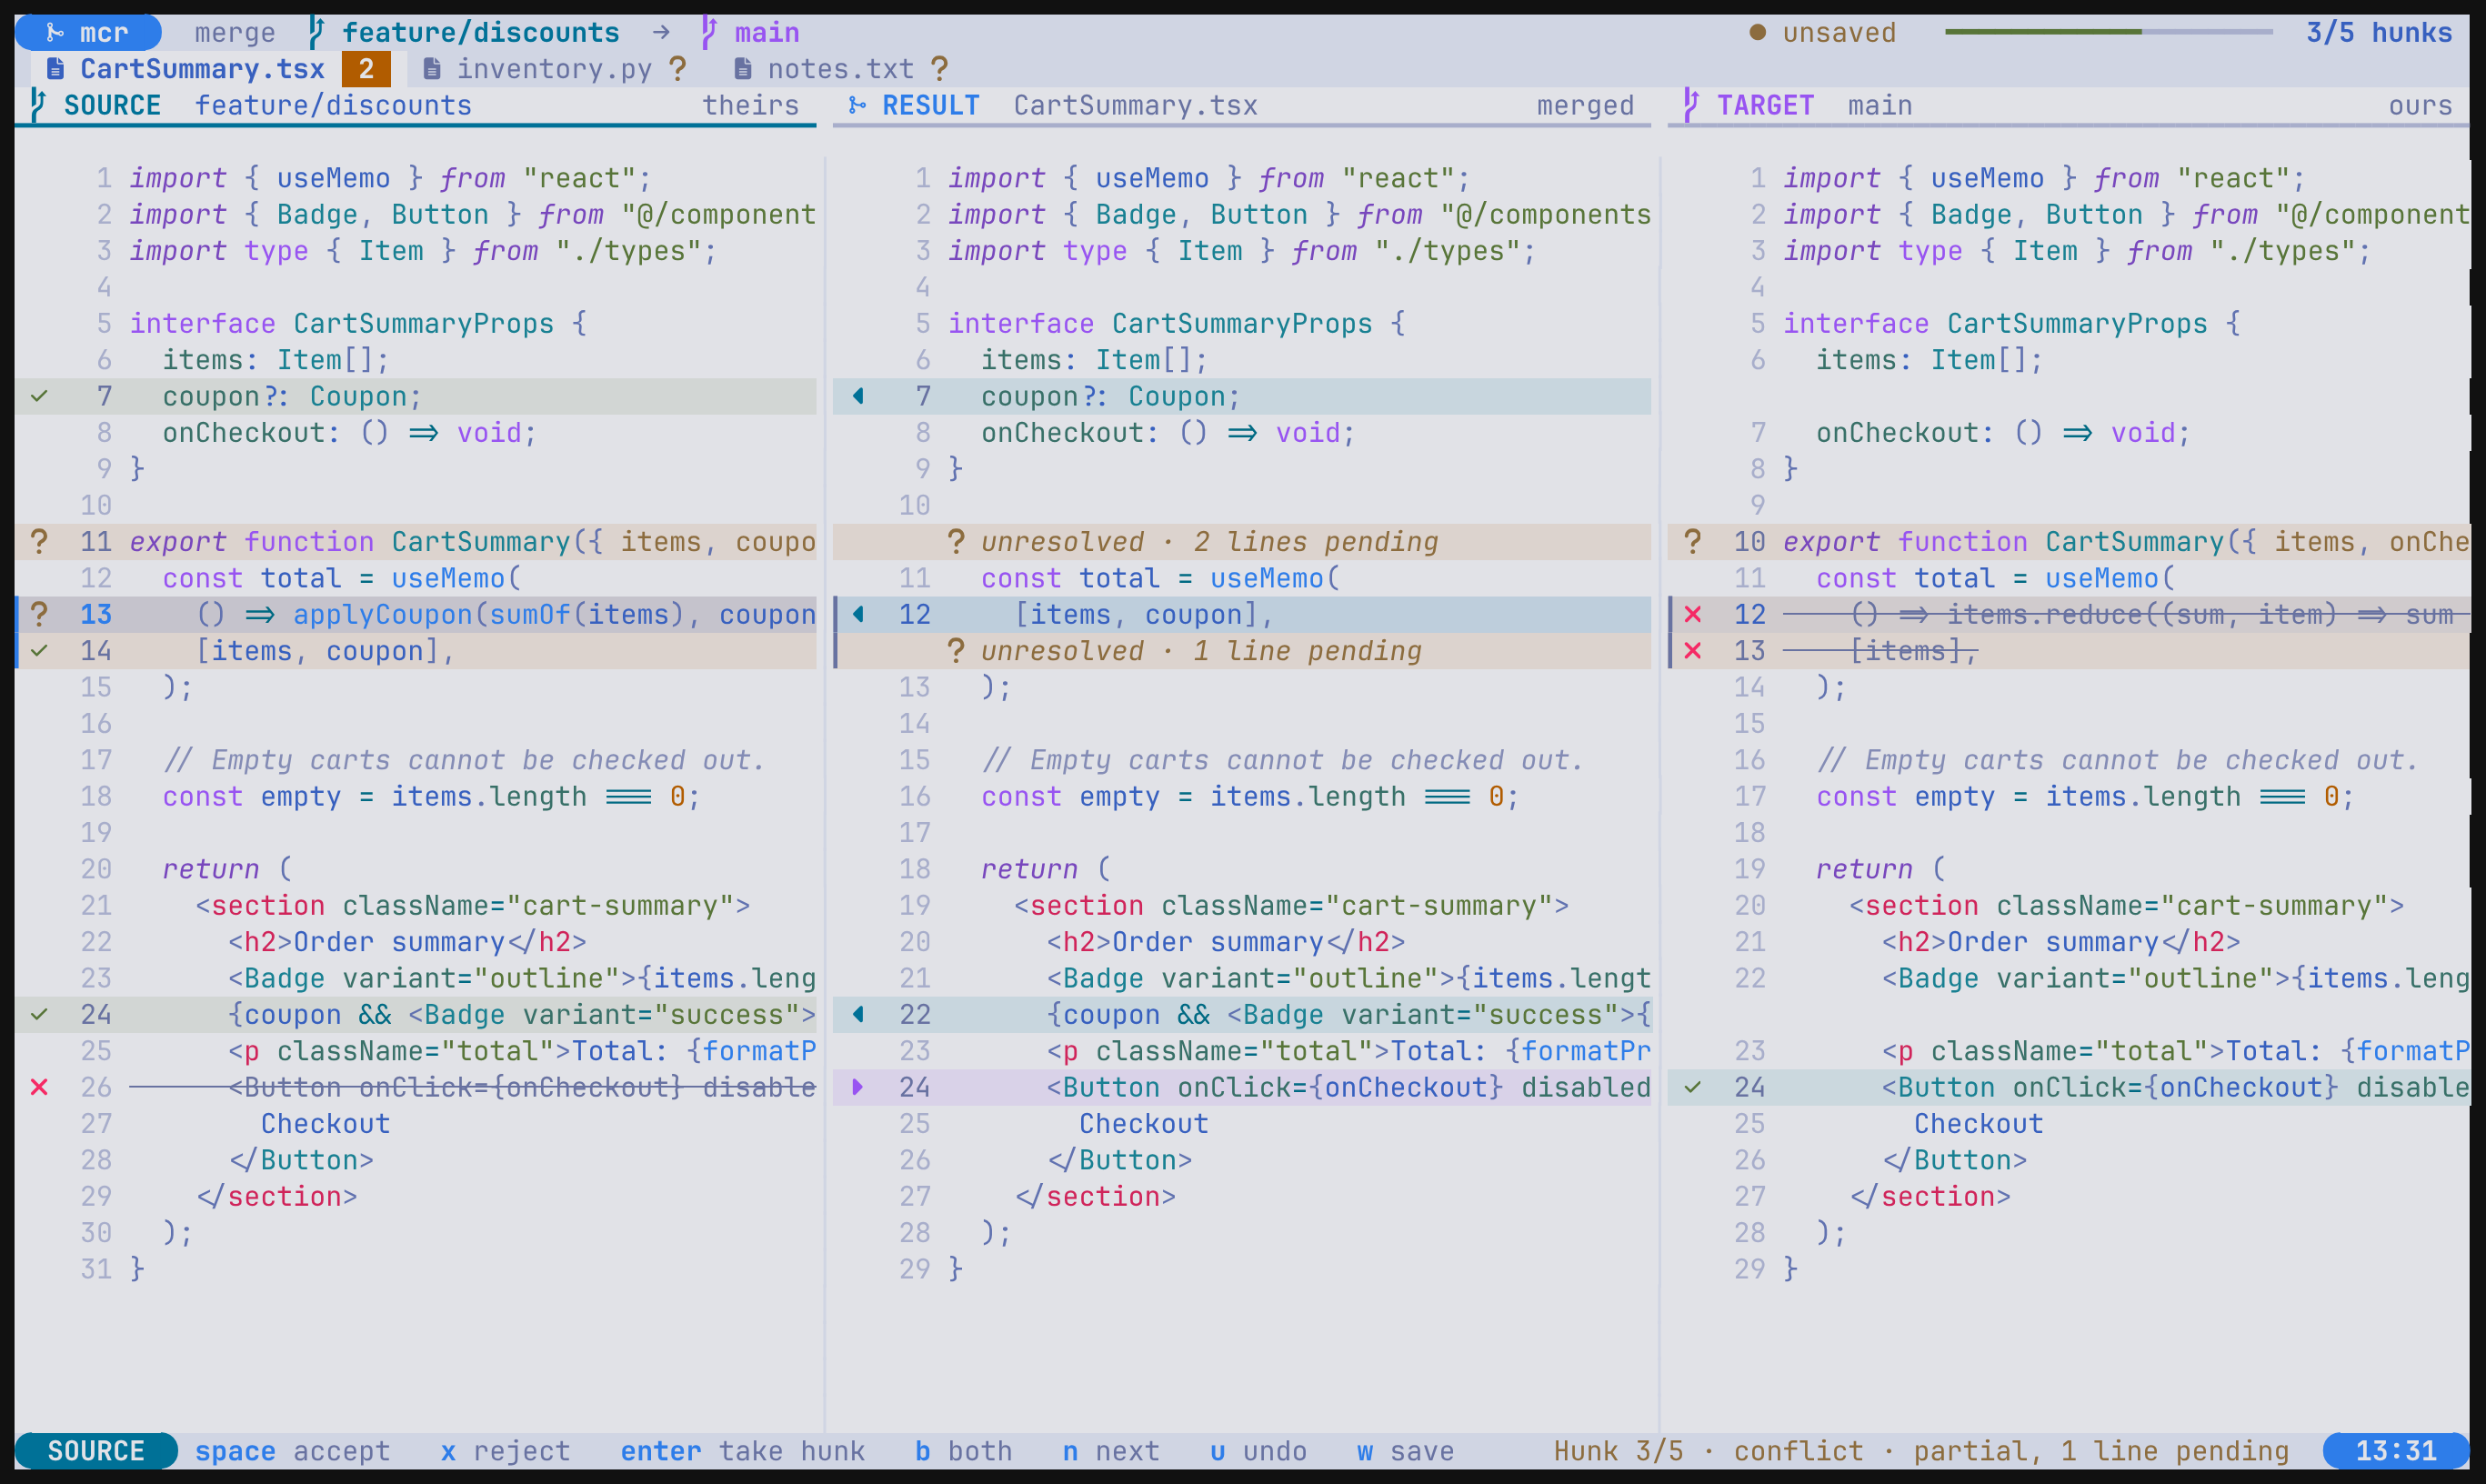 mcr merge feature/discounts → main ● unsaved 3/5 hunks
CartSummary.tsx 2 inventory.py ? notes.txt ?
SOURCE feature/discounts theirs
1 import { useMemo } from "react";
2 import { Badge, Button } from "@/component
3 import type { Item } from "./types";
4
5 interface CartSummaryProps {
6 items: Item[];
✓ 7 coupon?: Coupon;
8 onCheckout: () => void;
9 }
10
? 11 export function CartSummary({ items, coupo
12 const total = useMemo(
? 13 () => applyCoupon(sumOf(items), coupon
✓ 14 [items, coupon],
15 );
16
17 // Empty carts cannot be checked out.
18 const empty = items.length === 0;
19
20 return (
21 <section className="cart-summary">
22 <h2>Order summary</h2>
23 <Badge variant="outline">{items.leng
✓ 24 {coupon && <Badge variant="success">
25 <p className="total">Total: {formatP
✗ 26 <Button onClick={onCheckout} disable
27 Checkout
28 </Button>
29 </section>
30 );
31 }
RESULT CartSummary.tsx merged
1 import { useMemo } from "react";
2 import { Badge, Button } from "@/components
3 import type { Item } from "./types";
4
5 interface CartSummaryProps {
6 items: Item[];
7 coupon?: Coupon;
8 onCheckout: () => void;
9 }
10
? unresolved · 2 lines pending
11 const total = useMemo(
12 [items, coupon],
? unresolved · 1 line pending
13 );
14
15 // Empty carts cannot be checked out.
16 const empty = items.length === 0;
17
18 return (
19 <section className="cart-summary">
20 <h2>Order summary</h2>
21 <Badge variant="outline">{items.lengt
22 {coupon && <Badge variant="success">{
23 <p className="total">Total: {formatPr
24 <Button onClick={onCheckout} disabled
25 Checkout
26 </Button>
27 </section>
28 );
29 }
TARGET main ours
1 import { useMemo } from "react";
2 import { Badge, Button } from "@/component
3 import type { Item } from "./types";
4
5 interface CartSummaryProps {
6 items: Item[];
7 onCheckout: () => void;
8 }
9
? 10 export function CartSummary({ items, onChe
11 const total = useMemo(
✗ 12 () => items.reduce((sum, item) => sum
✗ 13 [items],
14 );
15
16 // Empty carts cannot be checked out.
17 const empty = items.length === 0;
18
19 return (
20 <section className="cart-summary">
21 <h2>Order summary</h2>
22 <Badge variant="outline">{items.leng
23 <p className="total">Total: {formatP
✓ 24 <Button onClick={onCheckout} disable
25 Checkout
26 </Button>
27 </section>
28 );
29 }
SOURCE space accept x reject enter take hunk b both n next u undo w save Hunk 3/5 · conflict · partial, 1 line pending 13:31